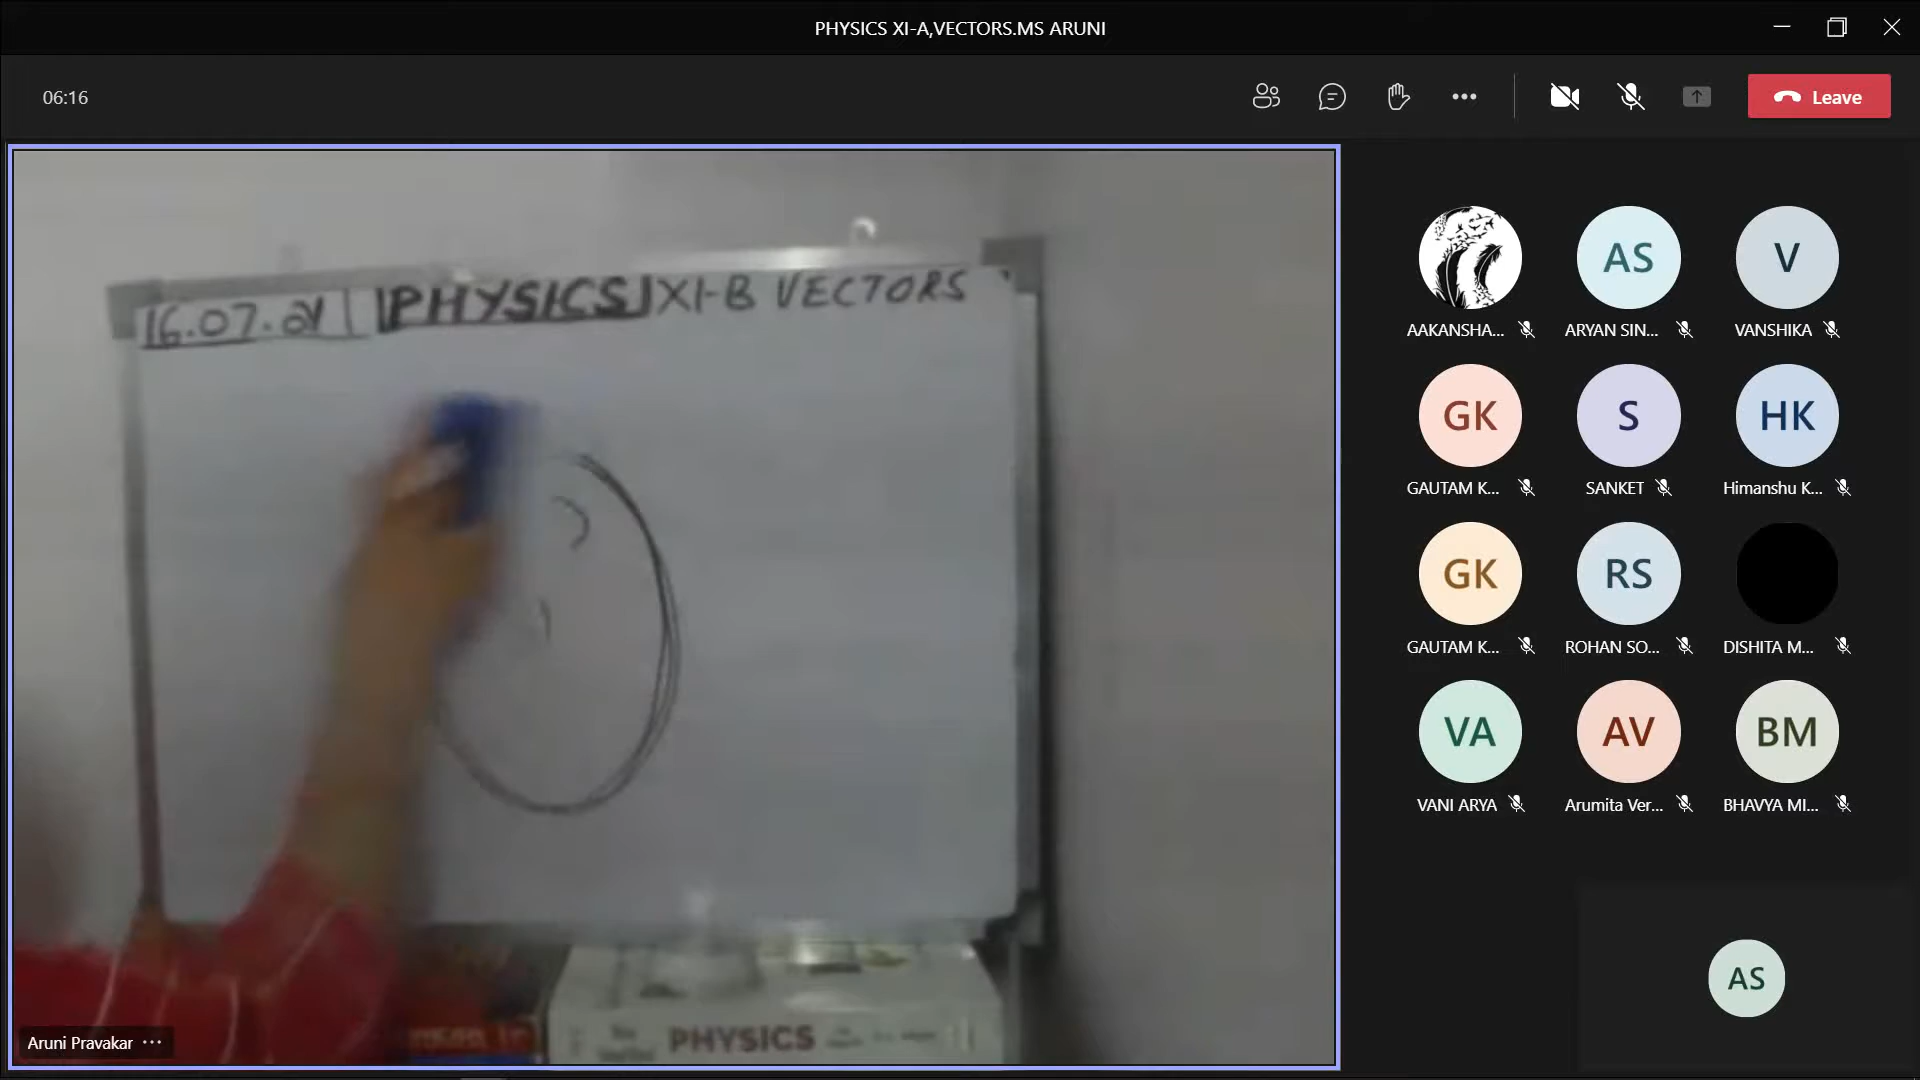 PHYSICS XI-A,VECTORS.MS ARUNI
06:16
Leave
16.07.21 PHYSICS XI-B VECTORS
AAKANSHA...
AS
ARYAN SIN...
V
VANSHIKA
GK
GAUTAM K...
S
SANKET
HK
Himanshu K...
GK
GAUTAM K...
RS
ROHAN SO...
DISHITA M...
VA
VANI ARYA
AV
Arumita Ver...
BM
BHAVYA MI...
AS
Aruni Pravakar
PHYSICS